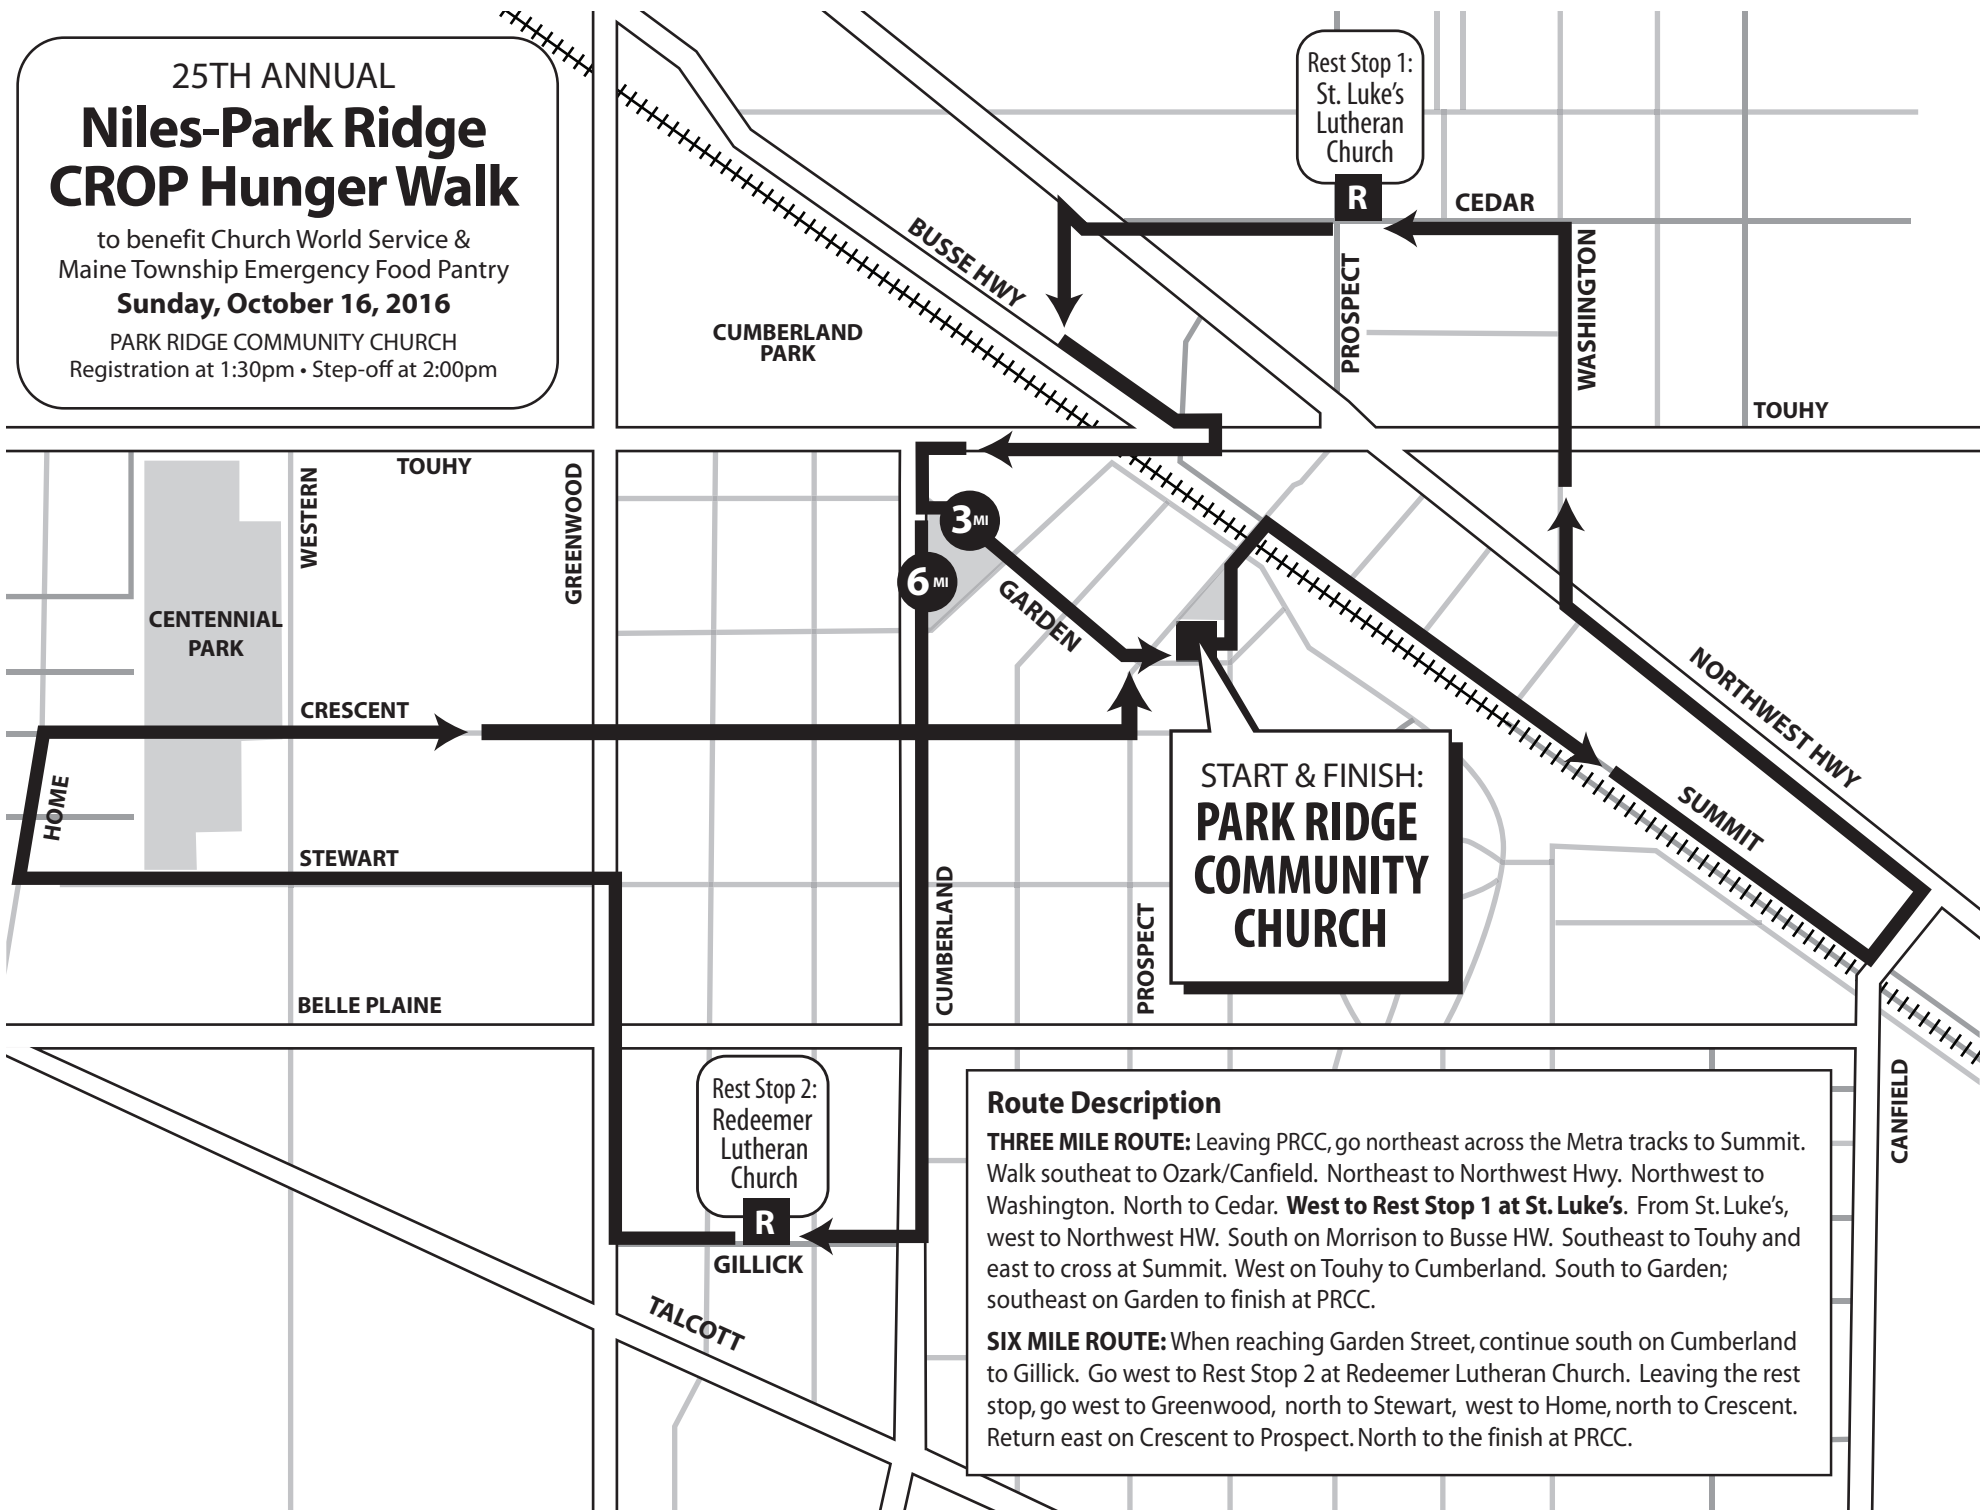 25TH ANNUAL
Niles-Park Ridge
CROP Hunger Walk
to benefit Church World Service &
Maine Township Emergency Food Pantry
Sunday, October 16, 2016
PARK RIDGE COMMUNITY CHURCH
Registration at 1:30pm • Step-off at 2:00pm
Rest Stop 1:
St. Luke's
Lutheran
Church
R
CEDAR
BUSSE HWY
PROSPECT
WASHINGTON
CUMBERLAND
PARK
TOUHY
TOUHY
WESTERN
GREENWOOD
3 MI
6 MI
GARDEN
CENTENNIAL
PARK
CRESCENT
NORTHWEST HWY
HOME
SUMMIT
START & FINISH:
PARK RIDGE
COMMUNITY
CHURCH
STEWART
CUMBERLAND
PROSPECT
BELLE PLAINE
CANFIELD
Rest Stop 2:
Redeemer
Lutheran
Church
R
GILLICK
TALCOTT
Route Description
THREE MILE ROUTE: Leaving PRCC, go northeast across the Metra tracks to Summit.
Walk southeat to Ozark/Canfield. Northeast to Northwest Hwy. Northwest to
Washington. North to Cedar. West to Rest Stop 1 at St. Luke's. From St. Luke's,
west to Northwest HW. South on Morrison to Busse HW. Southeast to Touhy and
east to cross at Summit. West on Touhy to Cumberland. South to Garden;
southeast on Garden to finish at PRCC.
SIX MILE ROUTE: When reaching Garden Street, continue south on Cumberland
to Gillick. Go west to Rest Stop 2 at Redeemer Lutheran Church. Leaving the rest
stop, go west to Greenwood, north to Stewart, west to Home, north to Crescent.
Return east on Crescent to Prospect. North to the finish at PRCC.